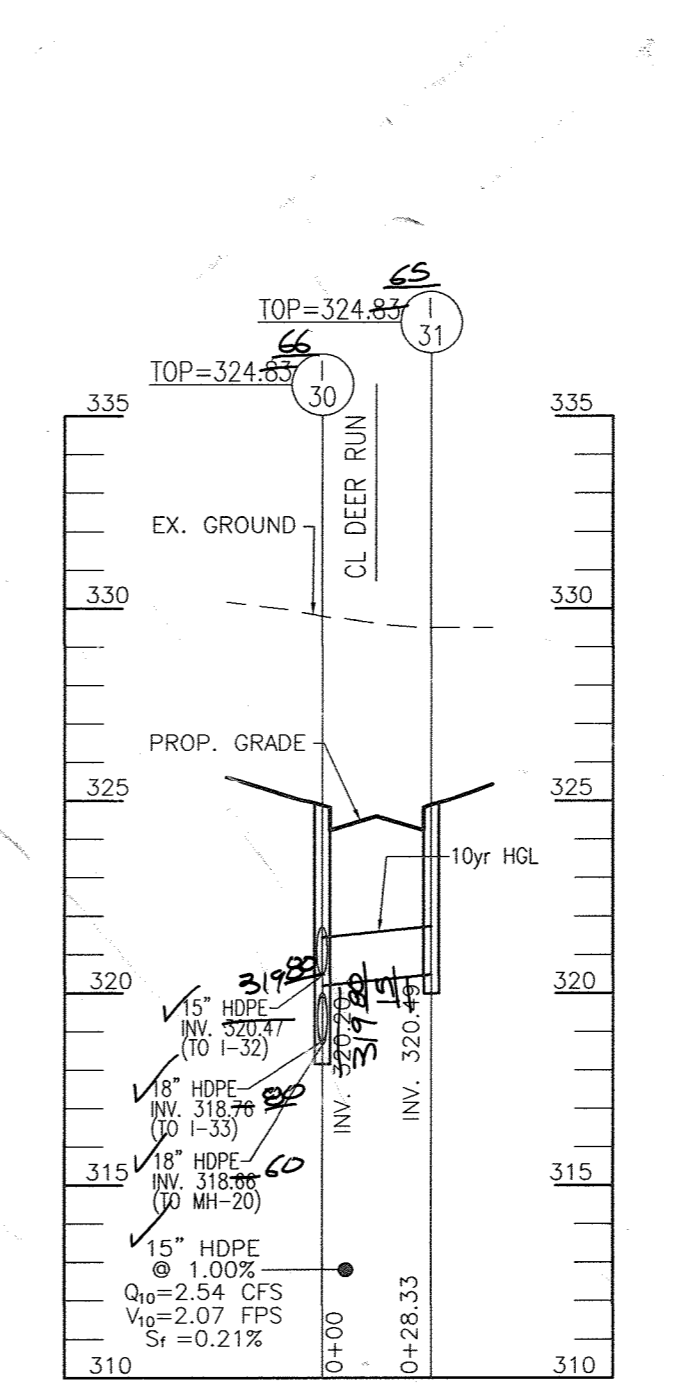 65
TOP=324.83
I
31
66
TOP=324.83
I
30
335
335
CL DEER RUN
EX. GROUND
330
330
PROP. GRADE
325
325
10yr HGL
320
320
319.80
15" HDPE
INV. 320.47
(TO I-32)
18" HDPE
INV. 318.76 80
(TO I-33)
18" HDPE
INV. 318.66 60
(TO MH-20)
INV. 320.20
319.80
INV. 320.49
15
315
315
15" HDPE
@ 1.00%
Q10=2.54 CFS
V10=2.07 FPS
Sf =0.21%
0+00
0+28.33
310
310